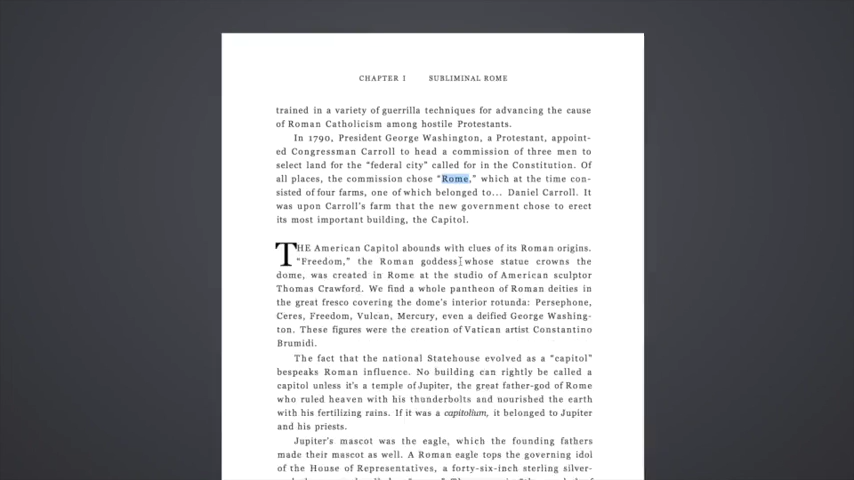 CHAPTER I SUBLIMINAL ROME
trained in a variety of guerrilla techniques for advancing the cause
of Roman Catholicism among hostile Protestants.
In 1790, President George Washington, a Protestant, appoint-
ed Congressman Carroll to head a commission of three men to
select land for the “federal city” called for in the Constitution. Of
all places, the commission chose “Rome,” which at the time con-
sisted of four farms, one of which belonged to... Daniel Carroll. It
was upon Carroll’s farm that the new government chose to erect
its most important building, the Capitol.
THE American Capitol abounds with clues of its Roman origins.
“Freedom,” the Roman goddess whose statue crowns the
dome, was created in Rome at the studio of American sculptor
Thomas Crawford. We find a whole pantheon of Roman deities in
the great fresco covering the dome’s interior rotunda: Persephone,
Ceres, Freedom, Vulcan, Mercury, even a deified George Washing-
ton. These figures were the creation of Vatican artist Constantino
Brumidi.
The fact that the national Statehouse evolved as a “capitol”
bespeaks Roman influence. No building can rightly be called a
capitol unless it’s a temple of Jupiter, the great father-god of Rome
who ruled heaven with his thunderbolts and nourished the earth
with his fertilizing rains. If it was a capitolium, it belonged to Jupiter
and his priests.
Jupiter’s mascot was the eagle, which the founding fathers
made their mascot as well. A Roman eagle tops the governing idol
of the House of Representatives, a forty-six-inch sterling silver-